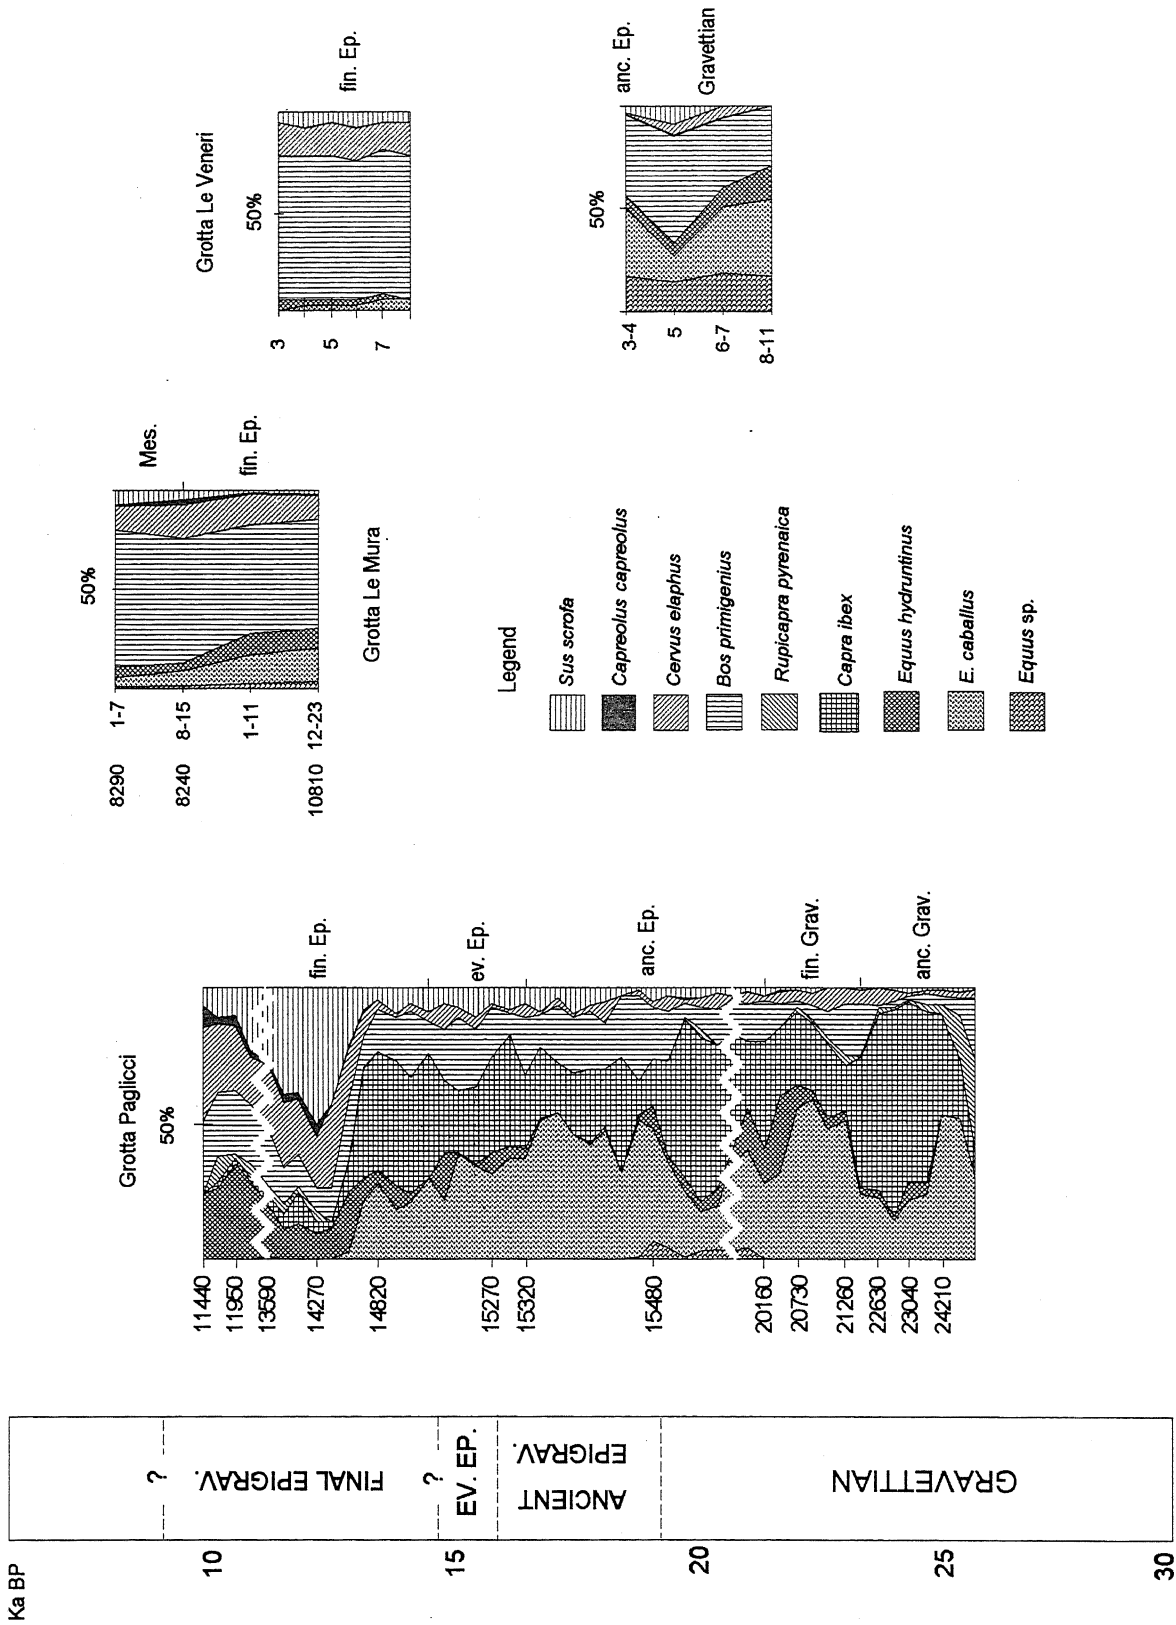 Ka BP
10
15
20
25
30
?
FINAL EPIGRAV.
?
EV. EP.
ANCIENT
EPIGRAV.
GRAVETTIAN
Grotta Paglicci
50%
11440
11950
13590
14270
14820
15270
15320
15480
20160
20730
21260
22630
23040
24210
fin. Ep.
ev. Ep.
anc. Ep.
fin. Grav.
anc. Grav.
50%
8290 1-7
8240 8-15
1-11
10810 12-23
Mes.
fin. Ep.
Grotta Le Mura
Legend
Sus scrofa
Capreolus capreolus
Cervus elaphus
Bos primigenius
Rupicapra pyrenaica
Capra ibex
Equus hydruntinus
E. caballus
Equus sp.
Grotta Le Veneri
50%
3
5
7
fin. Ep.
50%
3-4
5
6-7
8-11
anc. Ep.
Gravettian